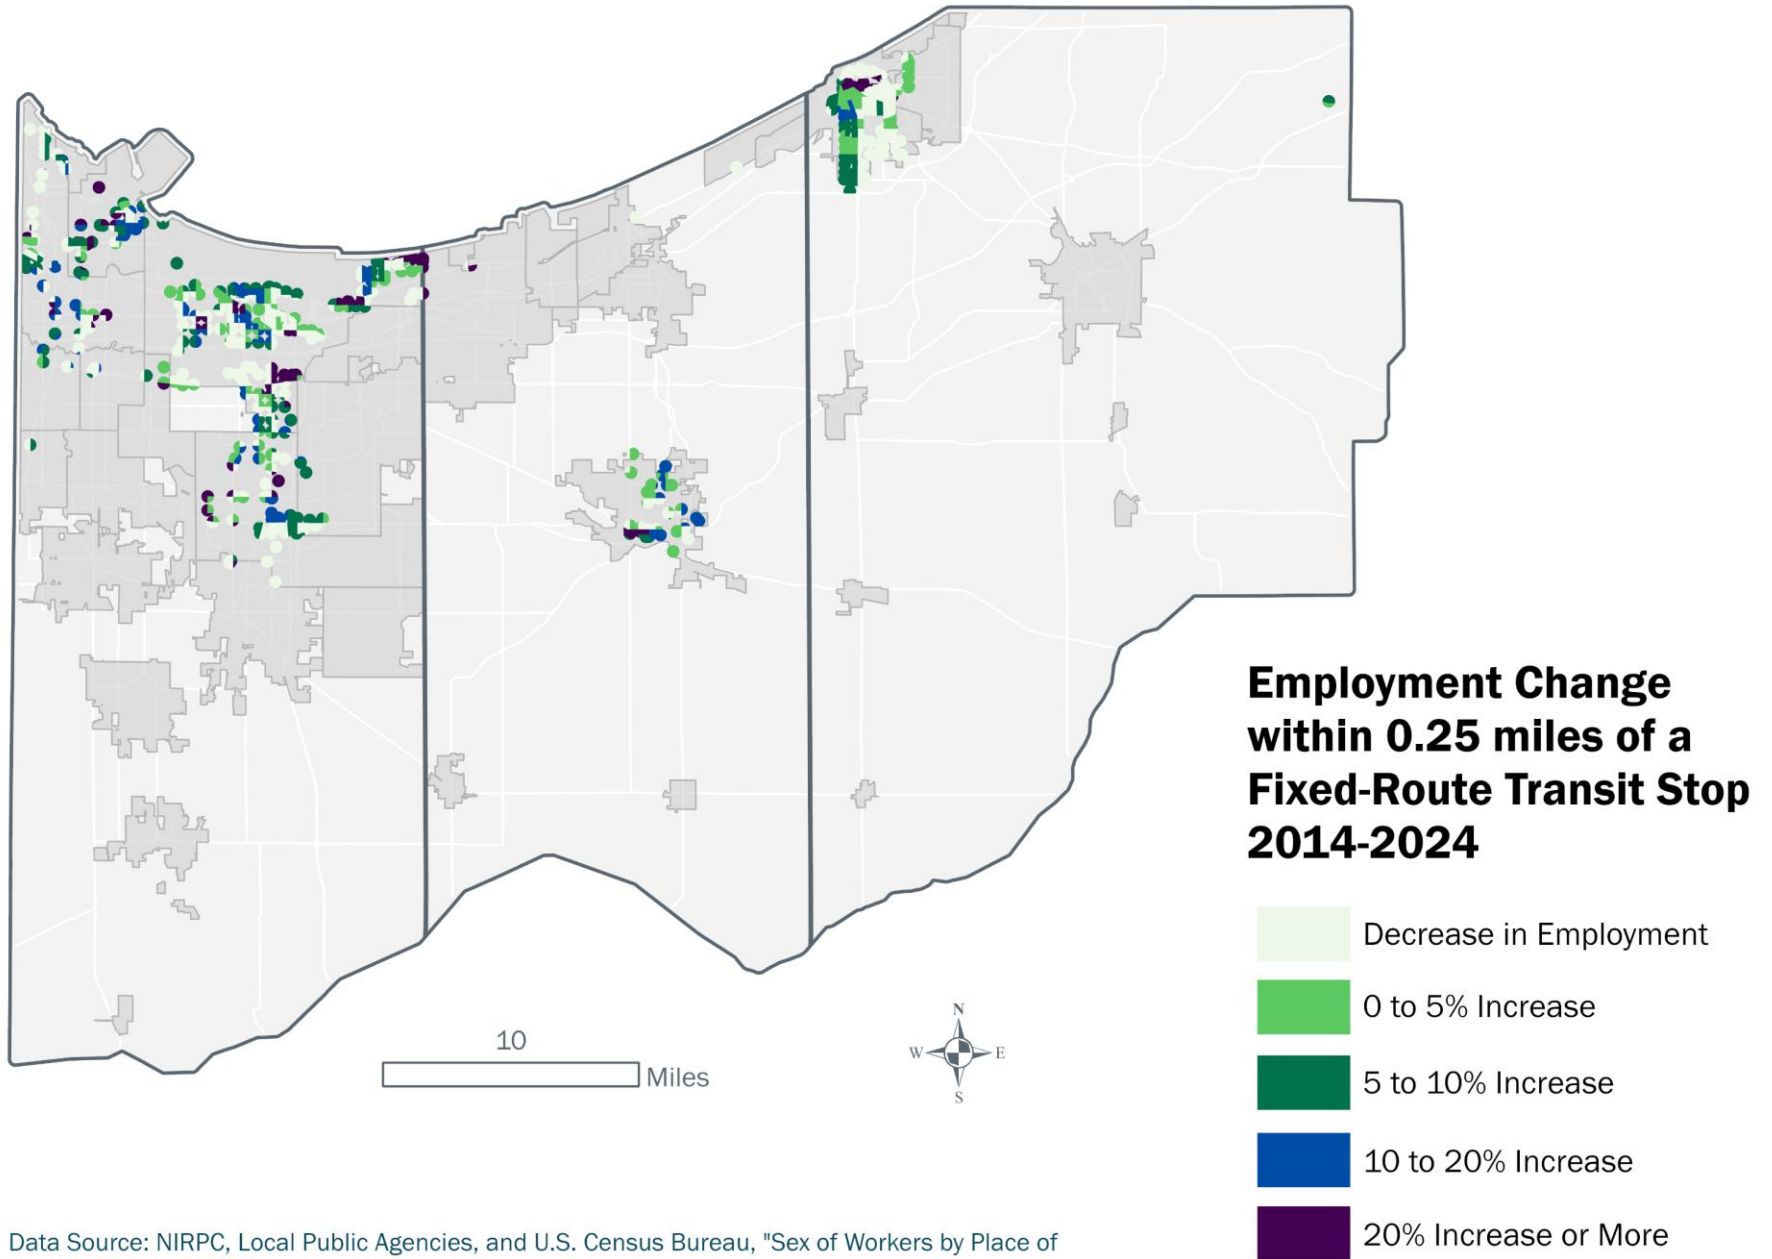 Employment Change
within 0.25 miles of a
Fixed-Route Transit Stop
2014-2024
Decrease in Employment
0 to 5% Increase
5 to 10% Increase
10 to 20% Increase
20% Increase or More
10
Miles
N
W E
S
Data Source: NIRPC, Local Public Agencies, and U.S. Census Bureau, "Sex of Workers by Place of